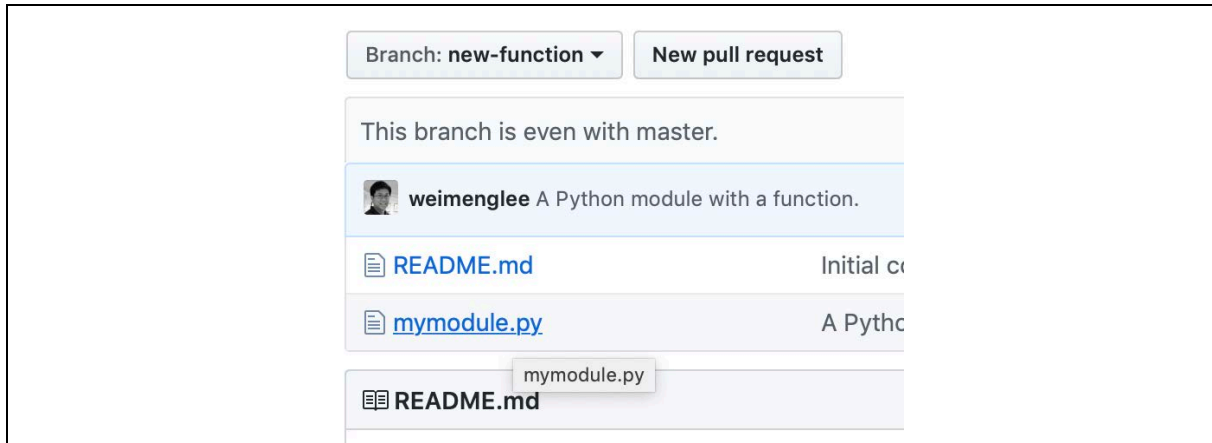 Branch: new-function New pull request
This branch is even with master.
weimenglee A Python module with a function.
README.md Initial
mymodule.py A
mymodule.py
README.md